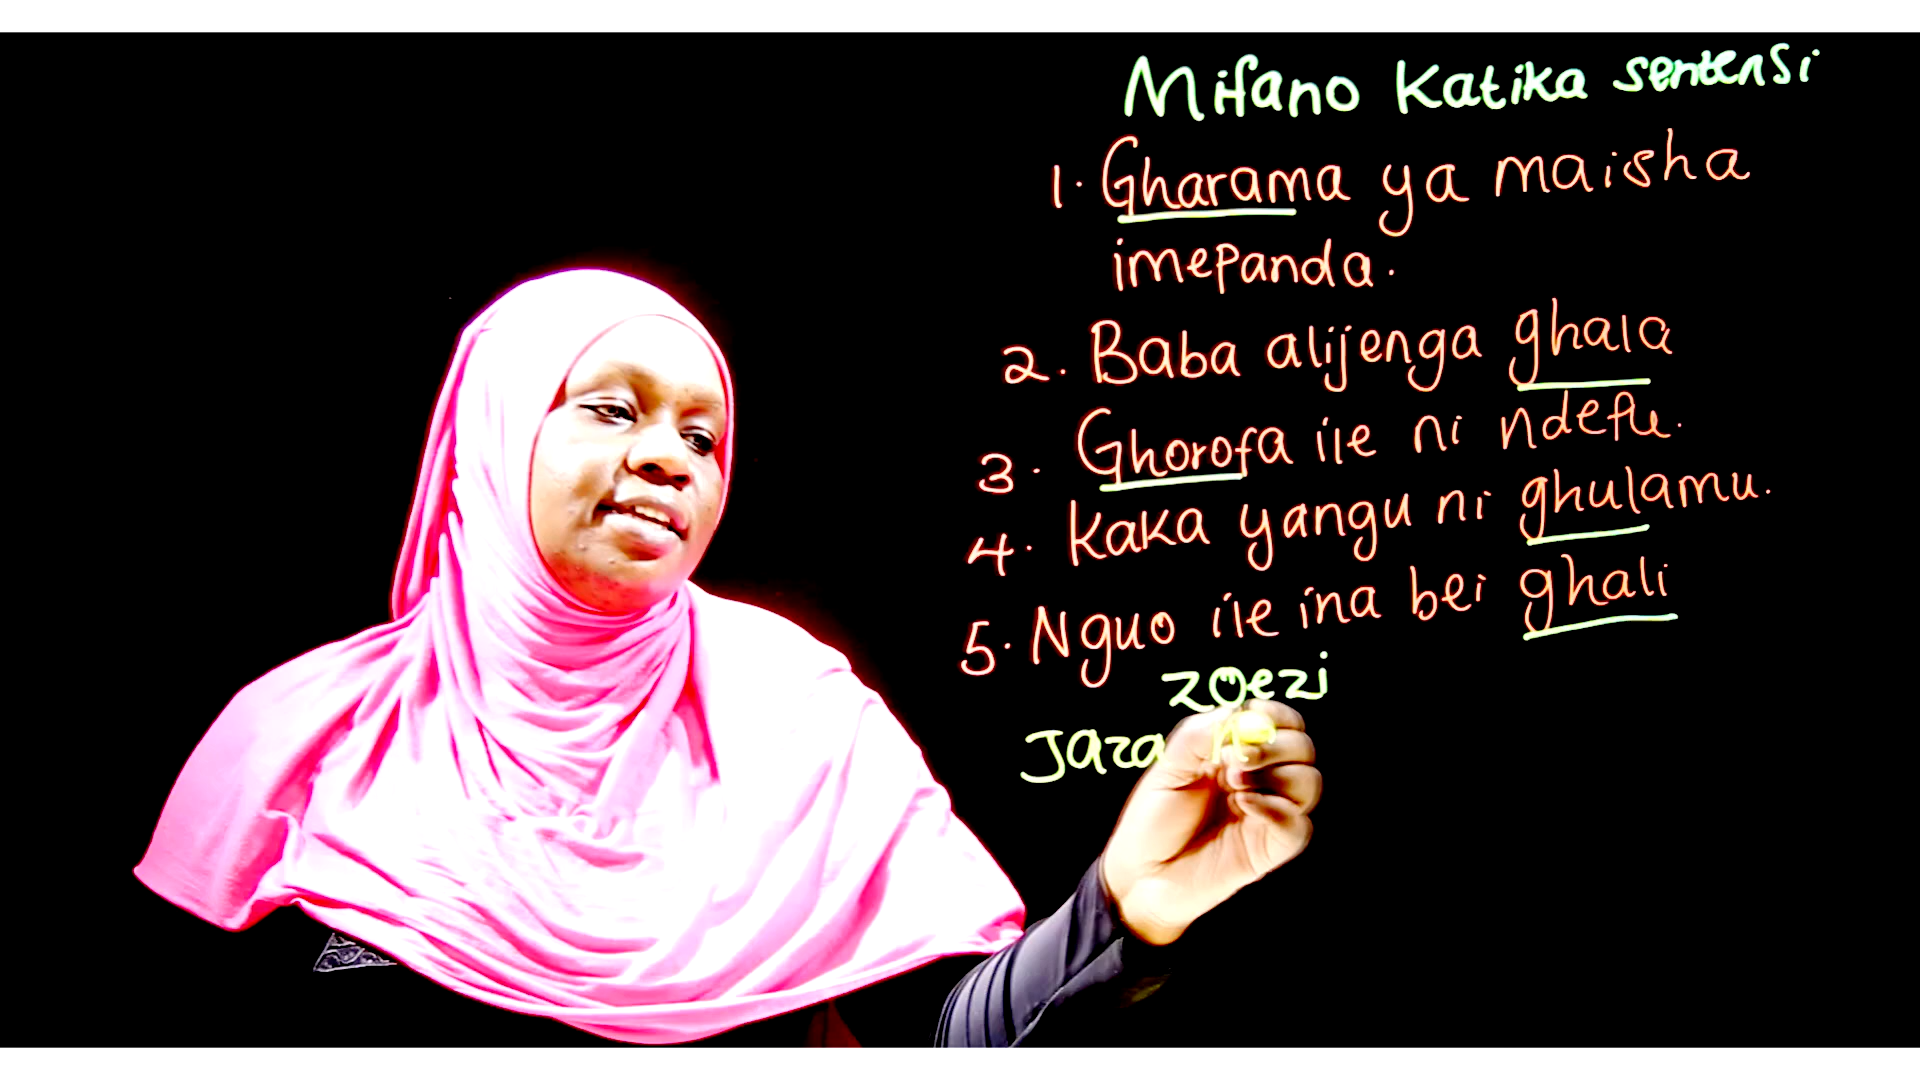 Mifano Katika sentensi
1. Gharama ya maisha
imepanda.
2. Baba alijenga ghala
3. Ghorofa ile ni ndefu.
4. Kaka yangu ni ghulamu.
5. Nguo ile ina bei ghali
zoezi
Jaza